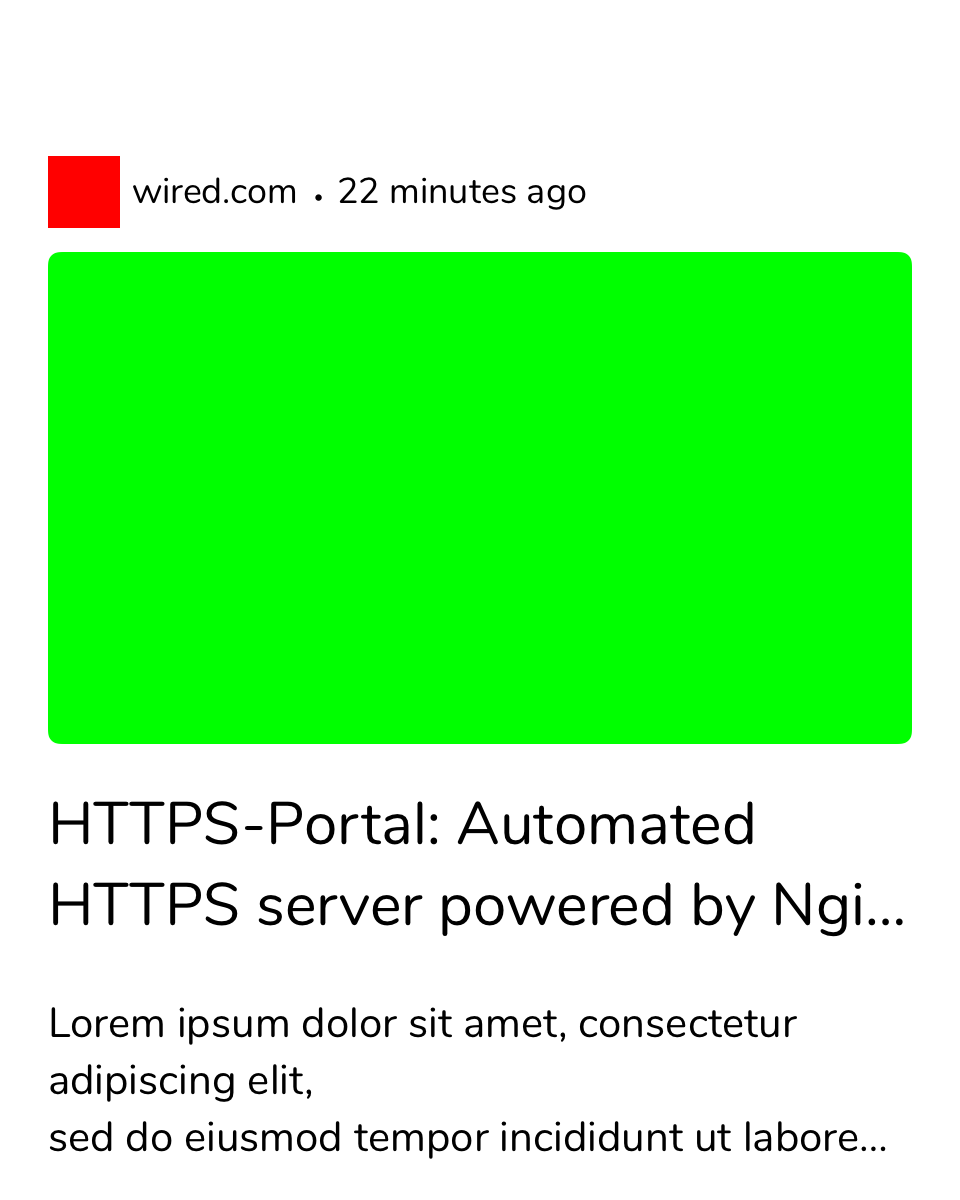 wired.com • 22 minutes ago
HTTPS-Portal: Automated
HTTPS server powered by Ngi...
Lorem ipsum dolor sit amet, consectetur
adipiscing elit,
sed do eiusmod tempor incididunt ut labore...